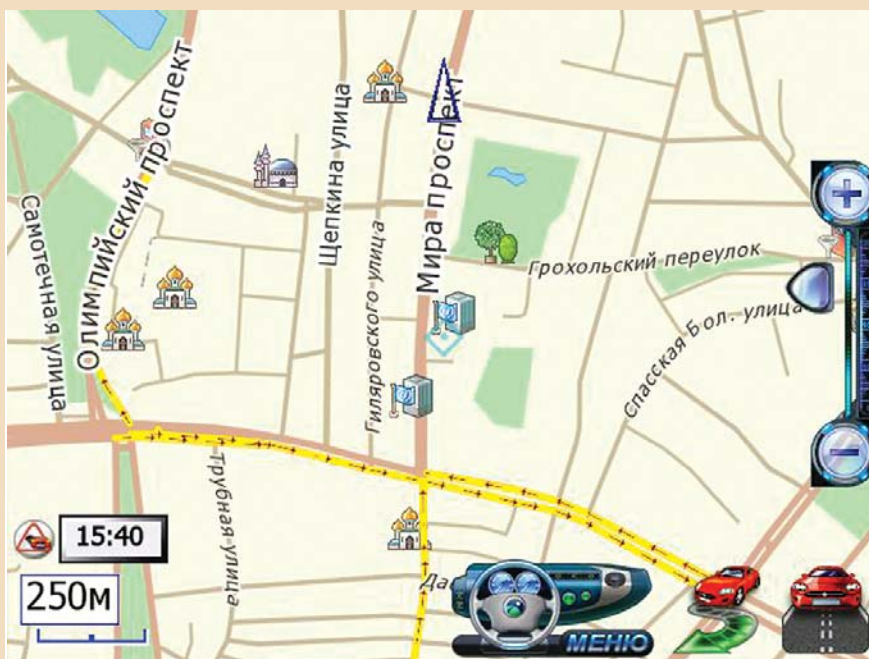 Олимпийский проспект
Самотечная улица
Щепкина улица
Гиляровского улица
Мира проспект
Грохольский переулок
Спасская Бол. улица
Трубная улица
15:40
250м
МЕНЮ